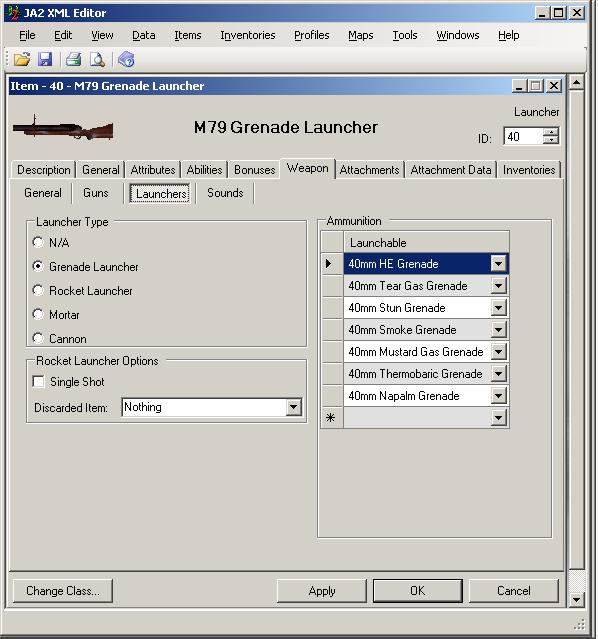 JA2 XML Editor
File Edit View Data Items Inventories Profiles Maps Tools Windows Help
Item - 40 - M79 Grenade Launcher
Launcher
M79 Grenade Launcher
ID: 40
Description General Attributes Abilities Bonuses Weapon Attachments Attachment Data Inventories
General Guns Launchers Sounds
Launcher Type
N/A
Grenade Launcher
Rocket Launcher
Mortar
Cannon
Rocket Launcher Options
Single Shot
Discarded Item: Nothing
Ammunition
Launchable
40mm HE Grenade
40mm Tear Gas Grenade
40mm Stun Grenade
40mm Smoke Grenade
40mm Mustard Gas Grenade
40mm Thermobaric Grenade
40mm Napalm Grenade
Change Class... Apply OK Cancel